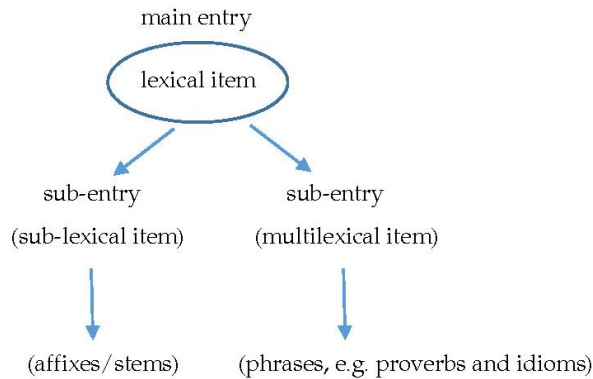 main entry
lexical item
sub-entry
(sub-lexical item)
sub-entry
(multilexical item)
(affixes/stems)
(phrases, e.g. proverbs and idioms)